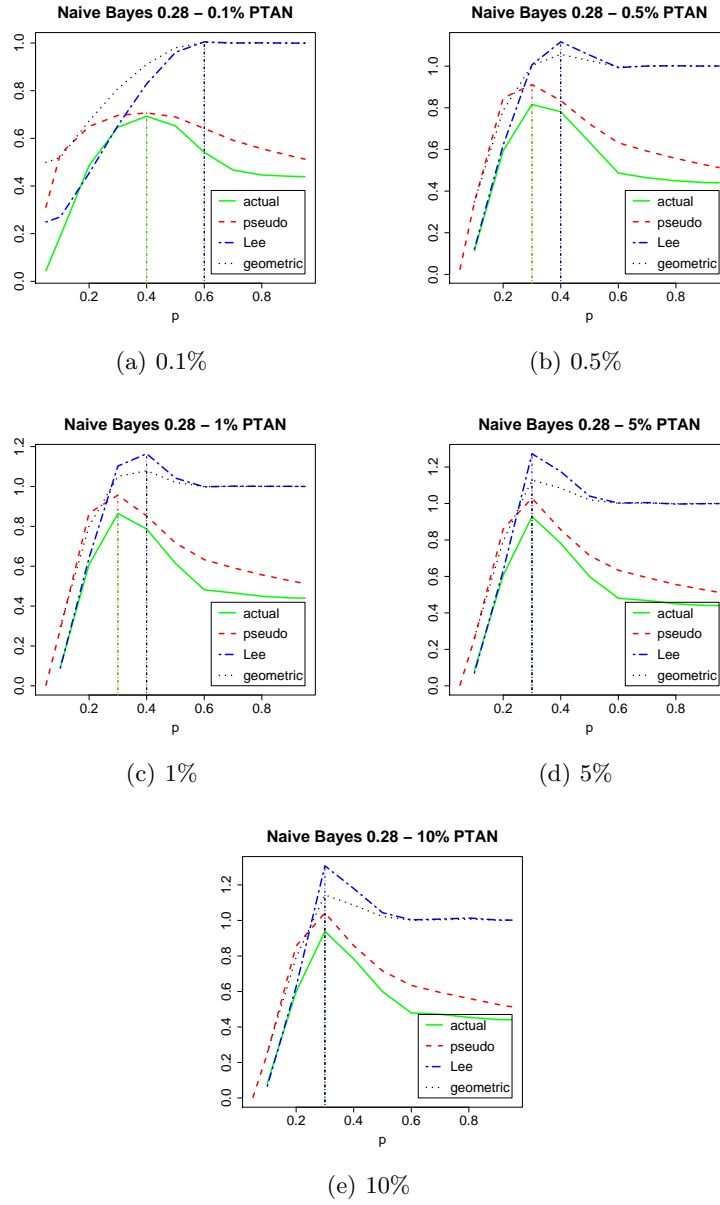 Naive Bayes 0.28 – 0.1% PTAN
0.0 0.2 0.4 0.6 0.8 1.0
0.2 0.4 0.6 0.8
p
actual
pseudo
Lee
geometric
(a) 0.1%
Naive Bayes 0.28 – 0.5% PTAN
0.0 0.2 0.4 0.6 0.8 1.0
0.2 0.4 0.6 0.8
p
actual
pseudo
Lee
geometric
(b) 0.5%
Naive Bayes 0.28 – 1% PTAN
0.0 0.2 0.4 0.6 0.8 1.0 1.2
0.2 0.4 0.6 0.8
p
actual
pseudo
Lee
geometric
(c) 1%
Naive Bayes 0.28 – 5% PTAN
0.0 0.2 0.4 0.6 0.8 1.0 1.2
0.2 0.4 0.6 0.8
p
actual
pseudo
Lee
geometric
(d) 5%
Naive Bayes 0.28 – 10% PTAN
0.0 0.2 0.4 0.6 0.8 1.0 1.2
0.2 0.4 0.6 0.8
p
actual
pseudo
Lee
geometric
(e) 10%